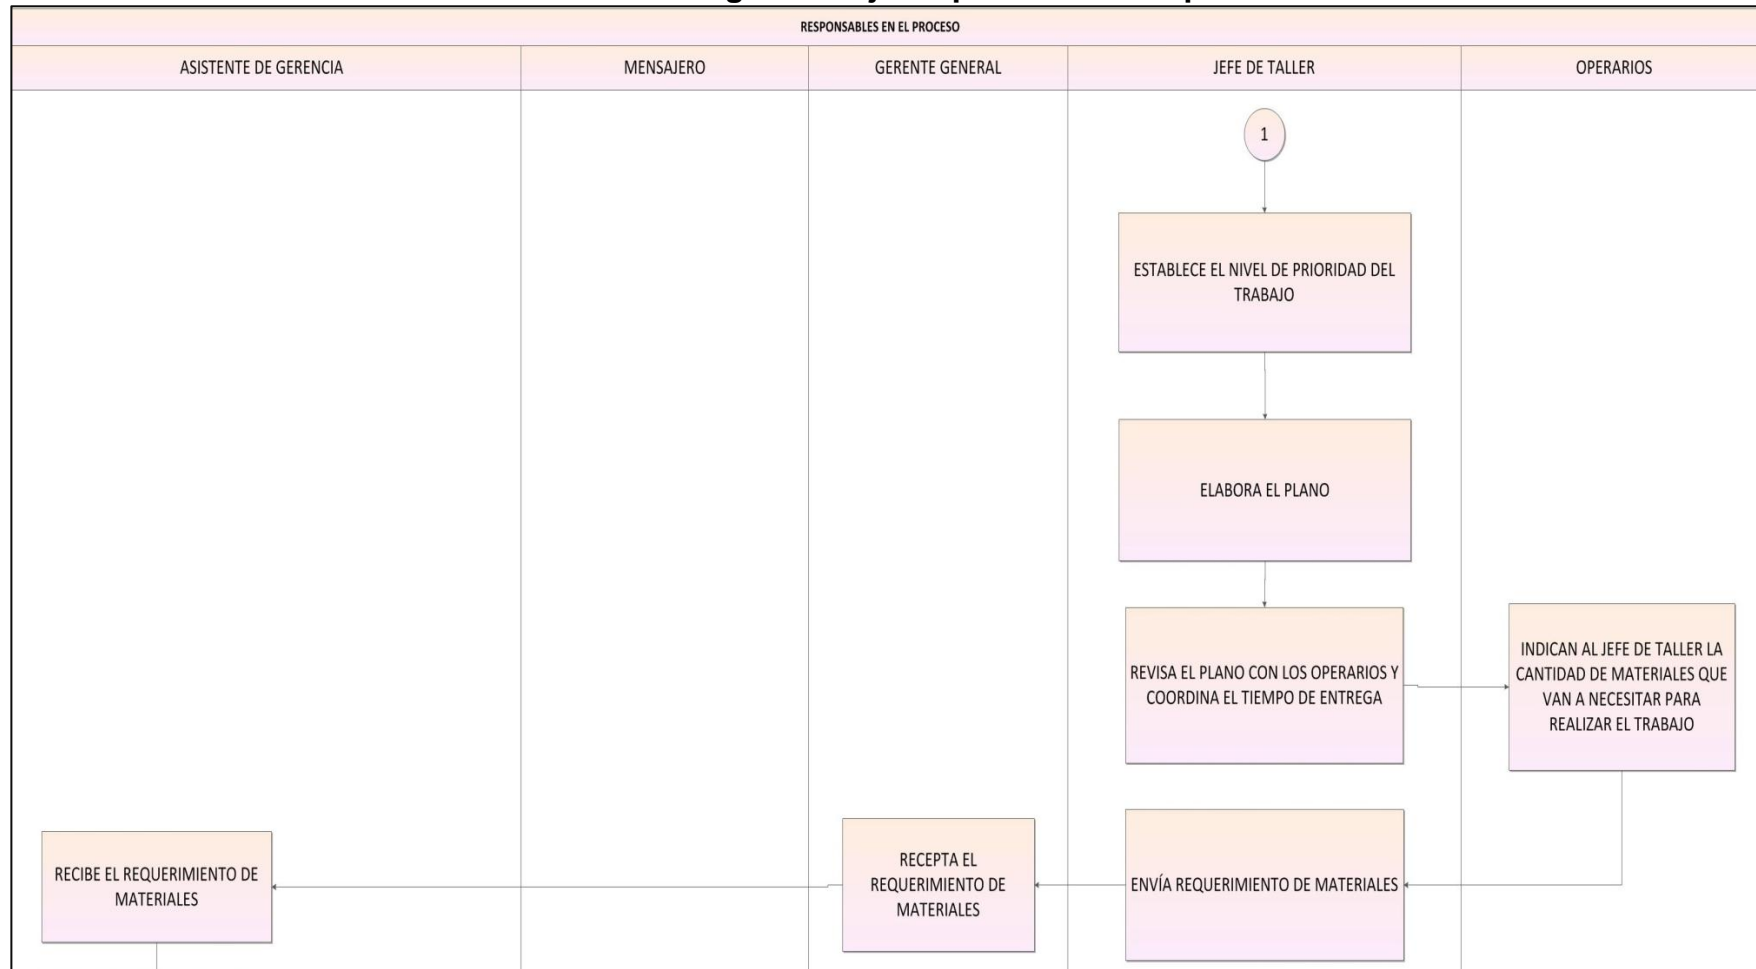 RESPONSABLES EN EL PROCESO
ASISTENTE DE GERENCIA
MENSAJERO
GERENTE GENERAL
JEFE DE TALLER
OPERARIOS
1
ESTABLECE EL NIVEL DE PRIORIDAD DEL
TRABAJO
ELABORA EL PLANO
REVISA EL PLANO CON LOS OPERARIOS Y
COORDINA EL TIEMPO DE ENTREGA
INDICAN AL JEFE DE TALLER LA
CANTIDAD DE MATERIALES QUE
VAN A NECESITAR PARA
REALIZAR EL TRABAJO
ENVÍA REQUERIMIENTO DE MATERIALES
RECEPTA EL
REQUERIMIENTO DE
MATERIALES
RECIBE EL REQUERIMIENTO DE
MATERIALES